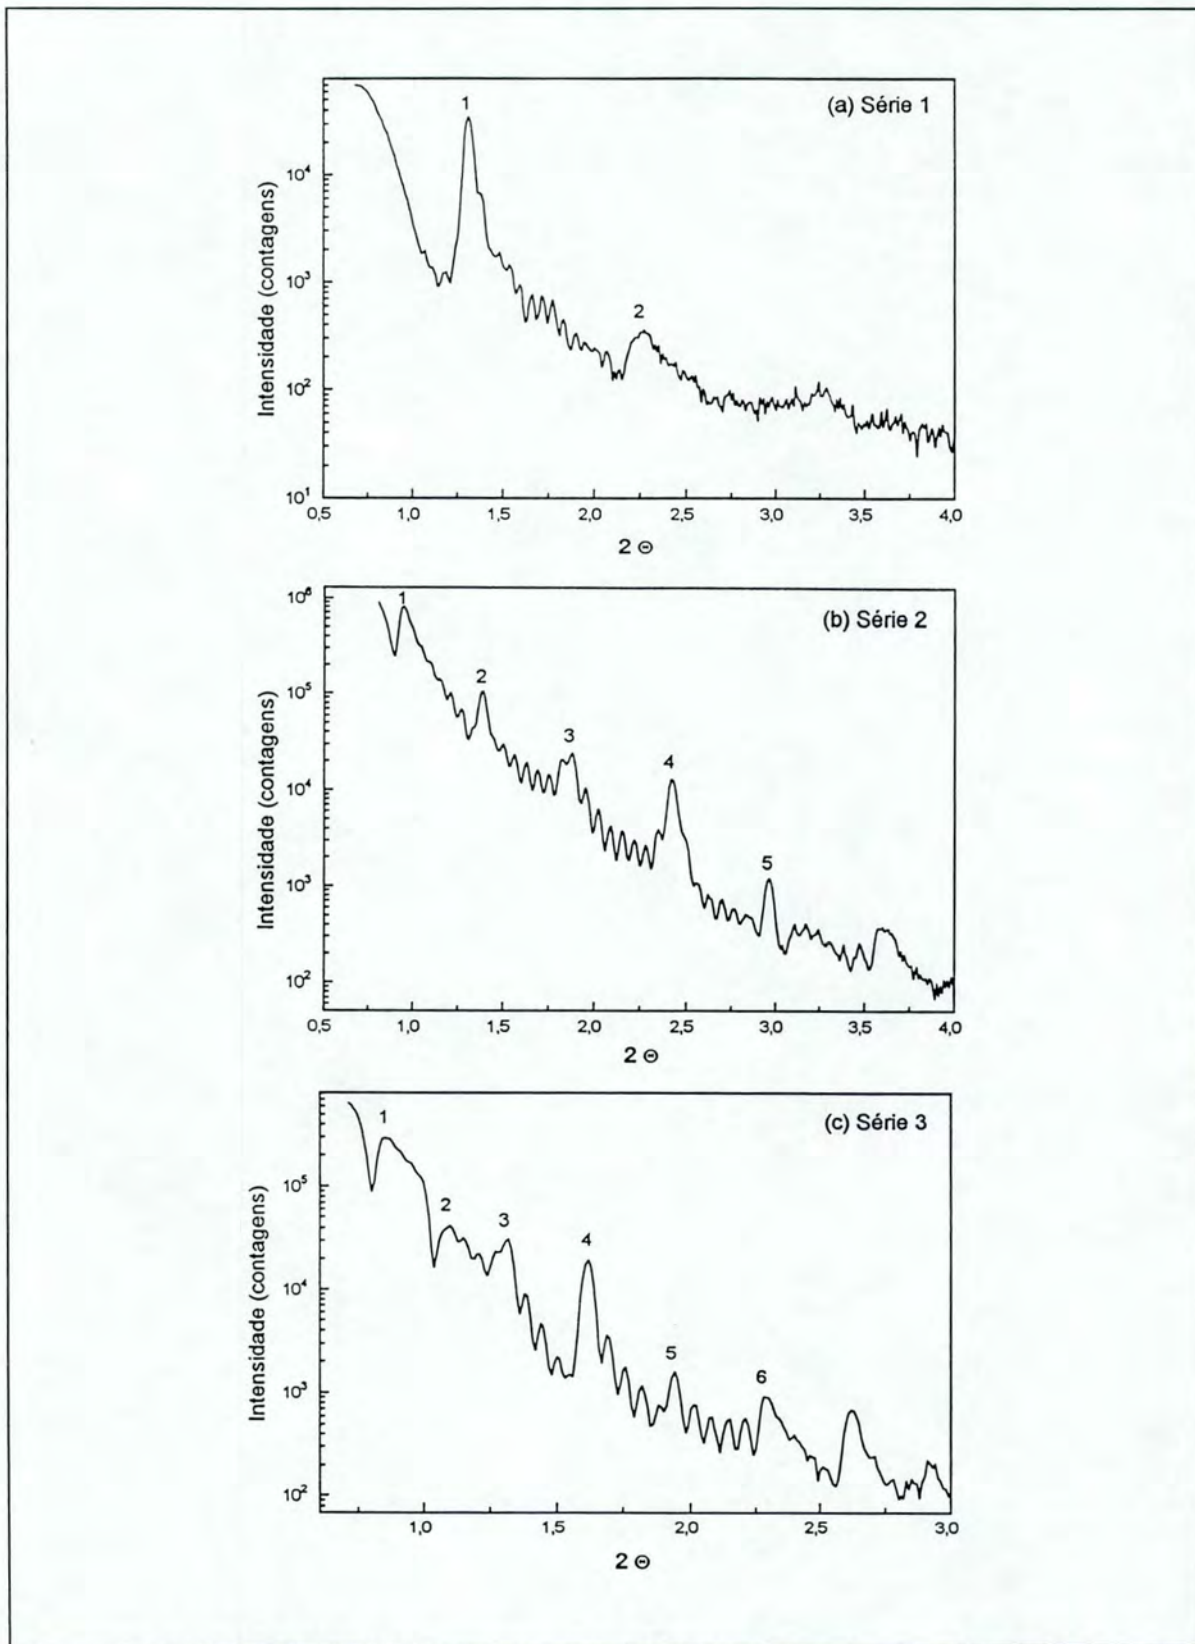 (a) Série 1
1
2
Intensidade (contagens)
10⁴
10³
10²
10¹
0,5 1,0 1,5 2,0 2,5 3,0 3,5 4,0
2 Θ
(b) Série 2
1
2
3
4
5
Intensidade (contagens)
10⁶
10⁵
10⁴
10³
10²
0,5 1,0 1,5 2,0 2,5 3,0 3,5 4,0
2 Θ
(c) Série 3
1
2
3
4
5
6
Intensidade (contagens)
10⁵
10⁴
10³
10²
1,0 1,5 2,0 2,5 3,0
2 Θ